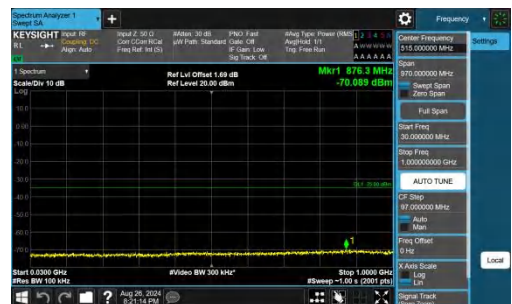 Spectrum Analyzer 1
Swept SA
Frequency
KEYSIGHT
Input: RF
Coupling: DC
Align: Auto
Input Z: 50 Ω
Corr CCorr RCal
Freq Ref: Int (S)
#Atten: 30 dB
µW Path: Standard
PNO: Fast
Gate: Off
IF Gain: Low
Sig Track: Off
#Avg Type: Power (RMS)
Avg|Hold: 1/1
Trig: Free Run
1 2 3 4 5 6
A W W W W W
A A A A A A
Center Frequency
515.000000 MHz
Settings
Span
970.000000 MHz
Swept Span
Zero Span
Full Span
Start Freq
30.000000 MHz
Stop Freq
1.000000000 GHz
AUTO TUNE
CF Step
97.000000 MHz
Auto
Man
Freq Offset
0 Hz
X Axis Scale
Log
Lin
Local
Signal Track
1 Spectrum
Scale/Div 10 dB
Log
Ref Lvl Offset 1.69 dB
Ref Level 20.00 dBm
Mkr1 876.3 MHz
-70.089 dBm
10.0
0.00
-10.0
-20.0
-30.0
-40.0
-50.0
-60.0
-70.0
1
Start 0.0300 GHz
#Res BW 100 kHz
#Video BW 300 kHz*
Stop 1.0000 GHz
#Sweep ~1.00 s (2001 pts)
Aug 26, 2024
8:21:14 PM